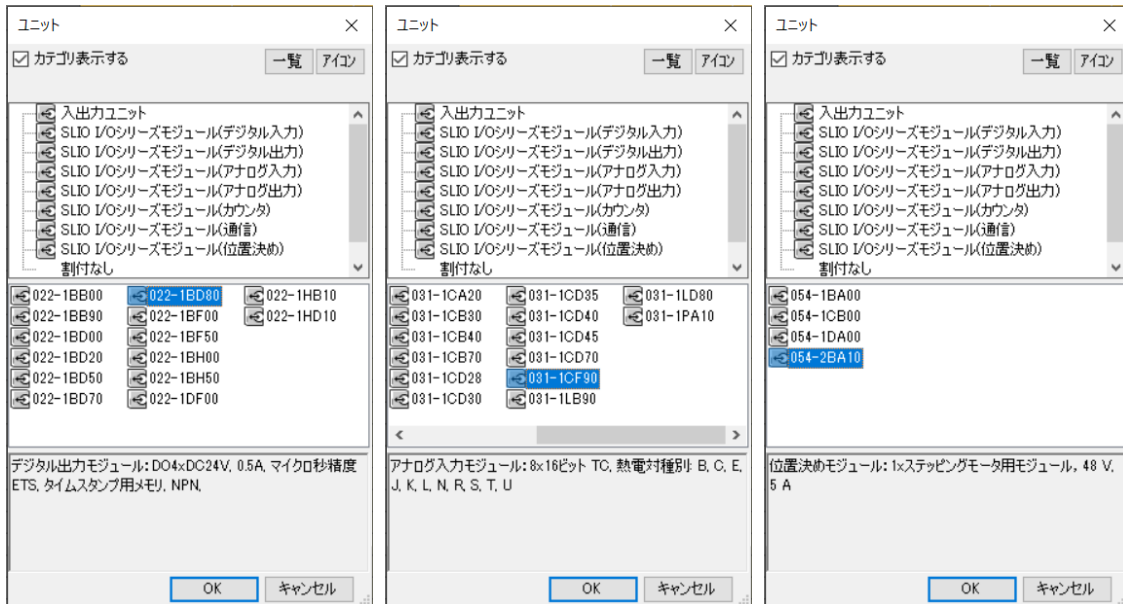 ユニット
カテゴリ表示する
一覧 アイコン
入出力ユニット
SLIO I/Oシリーズモジュール(デジタル入力)
SLIO I/Oシリーズモジュール(デジタル出力)
SLIO I/Oシリーズモジュール(アナログ入力)
SLIO I/Oシリーズモジュール(アナログ出力)
SLIO I/Oシリーズモジュール(カウンタ)
SLIO I/Oシリーズモジュール(通信)
SLIO I/Oシリーズモジュール(位置決め)
割付なし
022-1BB00 022-1BD80 022-1HB10
022-1BB90 022-1BF00 022-1HD10
022-1BD00 022-1BF50
022-1BD20 022-1BH00
022-1BD50 022-1BH50
022-1BD70 022-1DF00
デジタル出力モジュール: DO4xDC24V, 0.5A, マイクロ秒精度
ETS, タイムスタンプ用メモリ, NPN,
OK キャンセル
ユニット
カテゴリ表示する
一覧 アイコン
入出力ユニット
SLIO I/Oシリーズモジュール(デジタル入力)
SLIO I/Oシリーズモジュール(デジタル出力)
SLIO I/Oシリーズモジュール(アナログ入力)
SLIO I/Oシリーズモジュール(アナログ出力)
SLIO I/Oシリーズモジュール(カウンタ)
SLIO I/Oシリーズモジュール(通信)
SLIO I/Oシリーズモジュール(位置決め)
割付なし
031-1CA20 031-1CD35 031-1LD80
031-1CB30 031-1CD40 031-1PA10
031-1CB40 031-1CD45
031-1CB70 031-1CD70
031-1CD28 031-1CF90
031-1CD30 031-1LB90
アナログ入力モジュール: 8x16ビット TC, 熱電対種別: B, C, E,
J, K, L, N, R, S, T, U
OK キャンセル
ユニット
カテゴリ表示する
一覧 アイコン
入出力ユニット
SLIO I/Oシリーズモジュール(デジタル入力)
SLIO I/Oシリーズモジュール(デジタル出力)
SLIO I/Oシリーズモジュール(アナログ入力)
SLIO I/Oシリーズモジュール(アナログ出力)
SLIO I/Oシリーズモジュール(カウンタ)
SLIO I/Oシリーズモジュール(通信)
SLIO I/Oシリーズモジュール(位置決め)
割付なし
054-1BA00
054-1CB00
054-1DA00
054-2BA10
位置決めモジュール: 1xステッピングモータ用モジュール, 48 V,
5 A
OK キャンセル